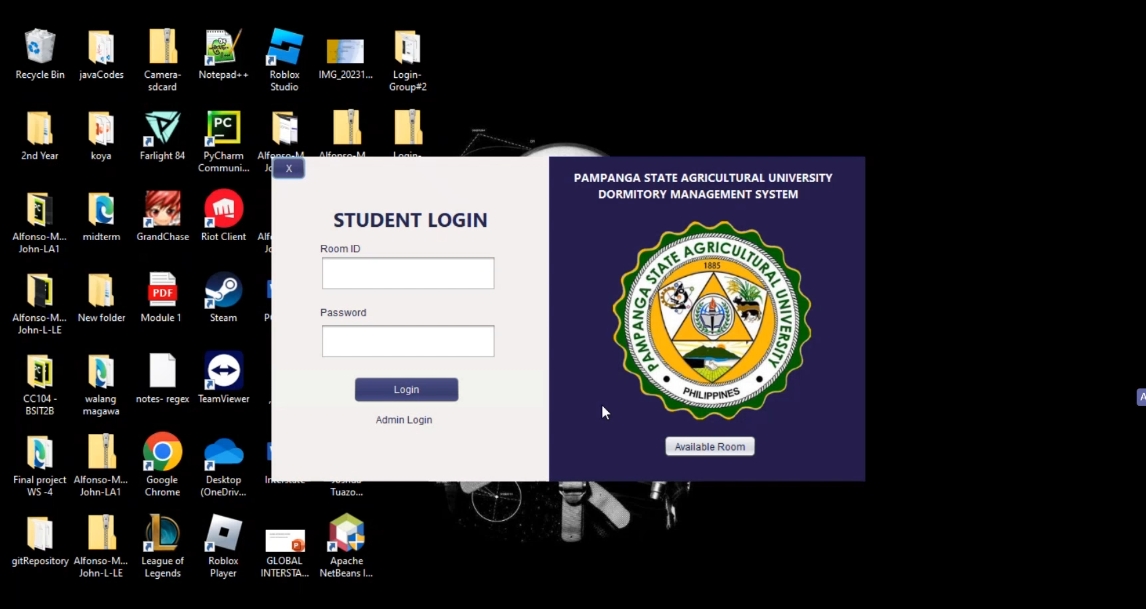 Recycle Bin
javaCodes
Camera-
sdcard
Notepad++
Roblox
Studio
IMG_20231...
Login-
Group#2
2nd Year
koya
Farlight 84
PyCharm
Communi...
Alfonso-M...
Alfonso-M...
Login-
Alfonso-M...
John-LA1
midterm
GrandChase
Riot Client
Alfonso-M...
John-L-LE
New folder
Module 1
Steam
CC104 -
BSIT2B
walang
magawa
notes- regex
TeamViewer
Final project
WS -4
Alfonso-M...
John-LA1
Google
Chrome
Desktop
(OneDriv...
Interstate
Joshua
Tuazo...
gitRepository
Alfonso-M...
John-L-LE
League of
Legends
Roblox
Player
GLOBAL
INTERSTA...
Apache
NetBeans I...
PC
PDF
X
STUDENT LOGIN
Room ID
Password
Login
Admin Login
PAMPANGA STATE AGRICULTURAL UNIVERSITY
DORMITORY MANAGEMENT SYSTEM
PAMPANGA STATE AGRICULTURAL UNIVERSITY
1885
PHILIPPINES
Available Room